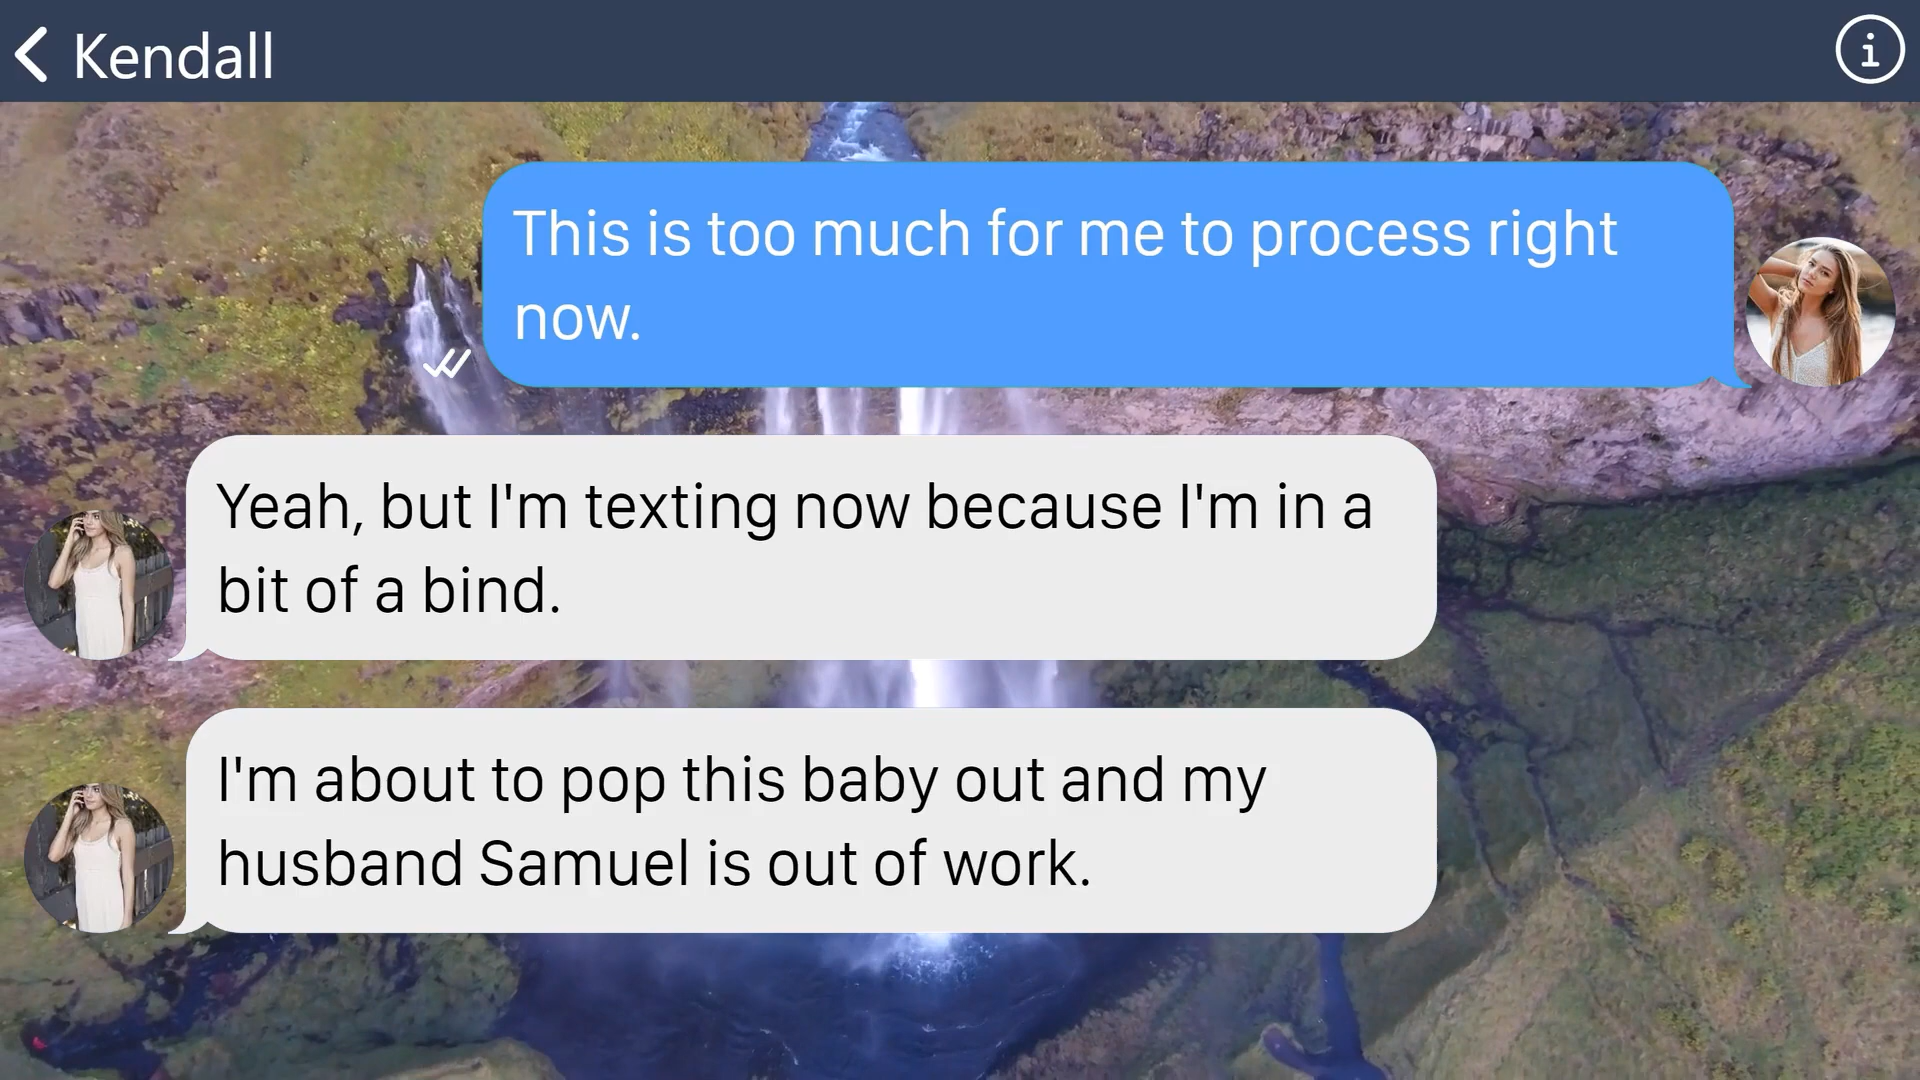 Kendall
This is too much for me to process right
now.
Yeah, but I'm texting now because I'm in a
bit of a bind.
I'm about to pop this baby out and my
husband Samuel is out of work.